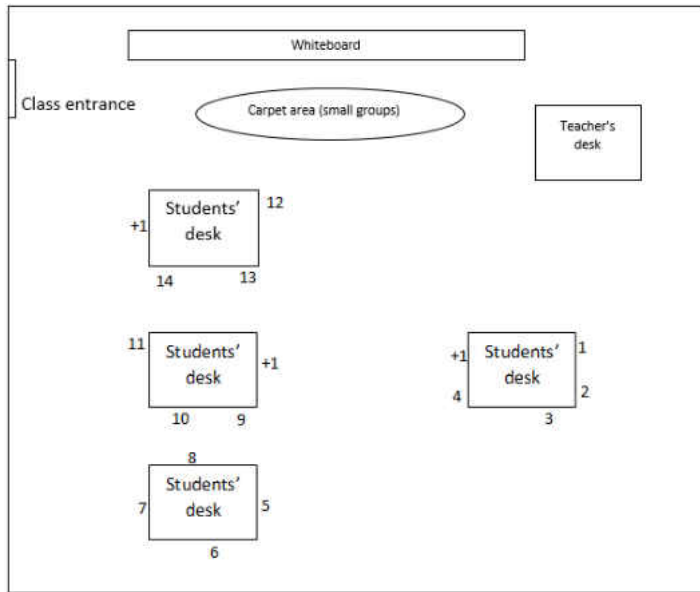 Whiteboard
Class entrance
Carpet area (small groups)
Teacher's
desk
Students'
desk
+1
12
14
13
Students'
desk
11
+1
10
9
Students'
desk
+1
1
4
2
3
8
Students'
desk
7
5
6